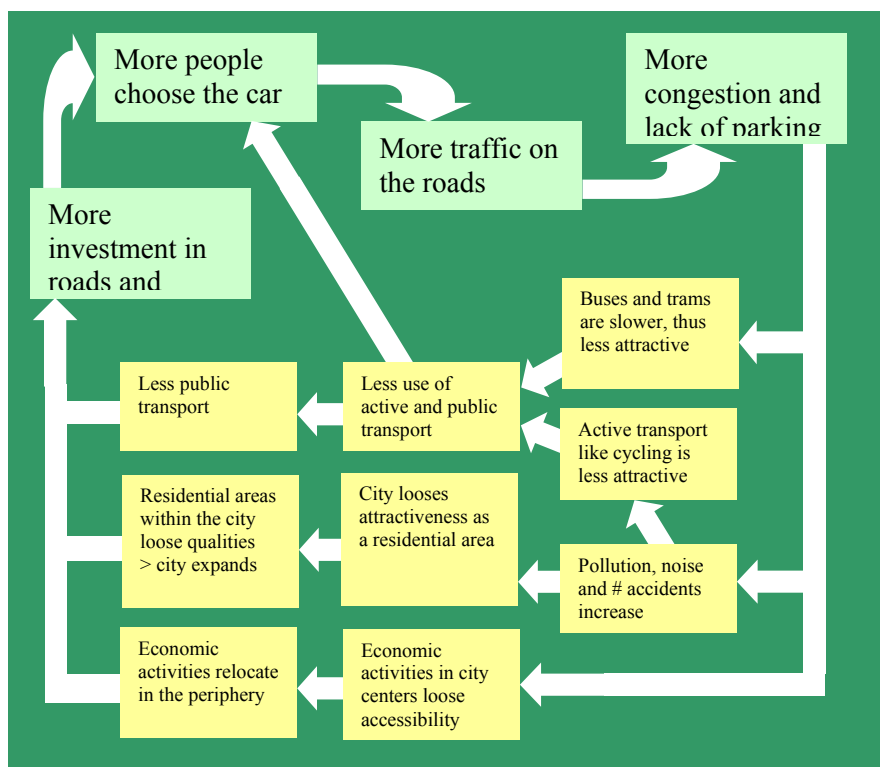 More people
choose the car
More
congestion and
lack of parking
More traffic on
the roads
More
investment in
roads and
Buses and trams
are slower, thus
less attractive
Less public
transport
Less use of
active and public
transport
Active transport
like cycling is
less attractive
Residential areas
within the city
loose qualities
> city expands
City looses
attractiveness as
a residential area
Pollution, noise
and # accidents
increase
Economic
activities relocate
in the periphery
Economic
activities in city
centers loose
accessibility